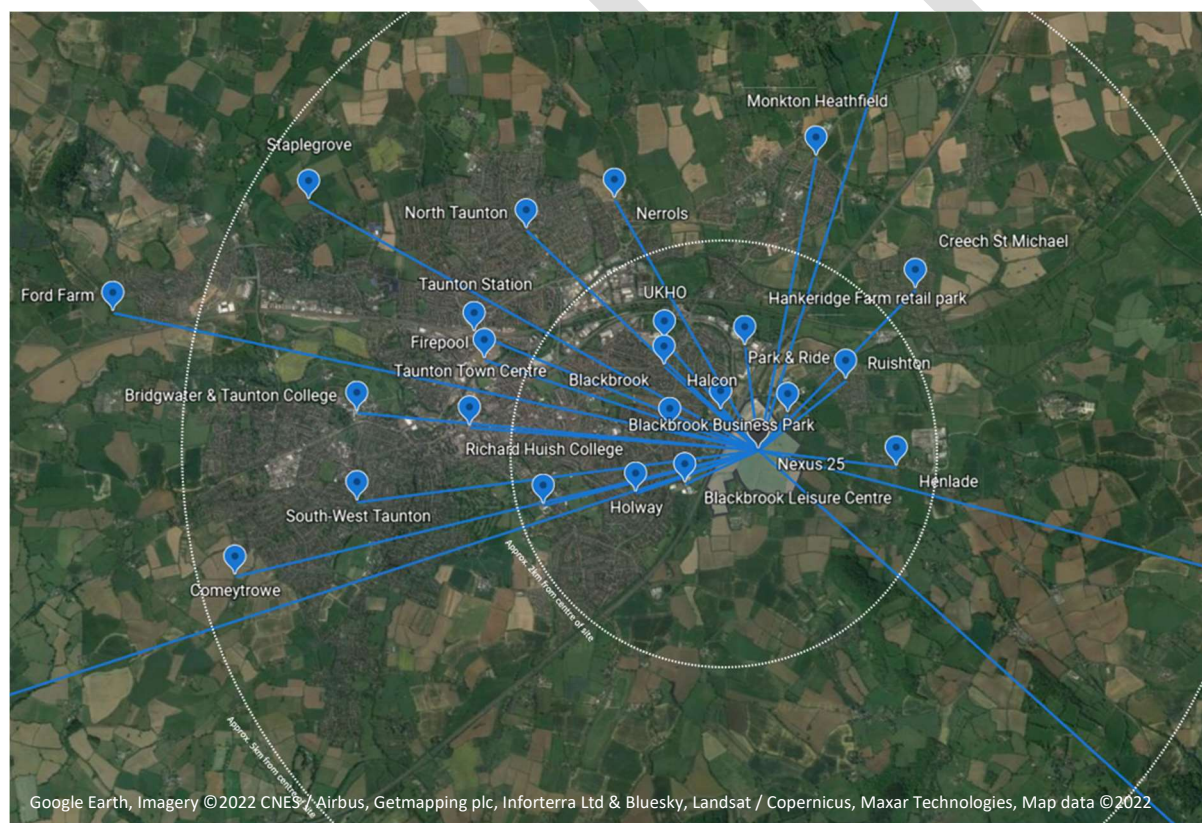 Monkton Heathfield
Staplegrove
North Taunton
Nerrols
Creech St Michael
Taunton Station
UKHO
Hankeridge Farm retail park
Ford Farm
Firepool
Park & Ride
Ruishton
Taunton Town Centre
Blackbrook
Halcon
Bridgwater & Taunton College
Blackbrook Business Park
Richard Huish College
Nexus 25
Henlade
South-West Taunton
Holway
Blackbrook Leisure Centre
Approx. 2km from centre of site
Comeytrowe
Approx. 5km from centre of site
Google Earth, Imagery ©2022 CNES / Airbus, Getmapping plc, Inforterra Ltd & Bluesky, Landsat / Copernicus, Maxar Technologies, Map data ©2022